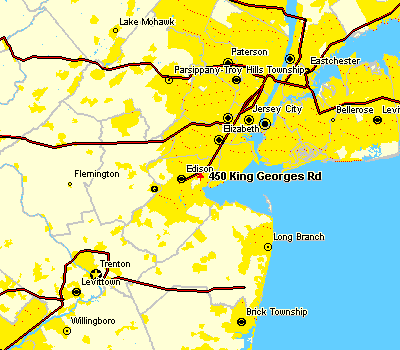 Lake Mohawk
Paterson
Eastchester
Parsippany-Troy Hills Township
Jersey City
Bellerose
Levi
Elizabeth
Edison
450 King Georges Rd
Flemington
Long Branch
Trenton
Levittown
Brick Township
Willingboro